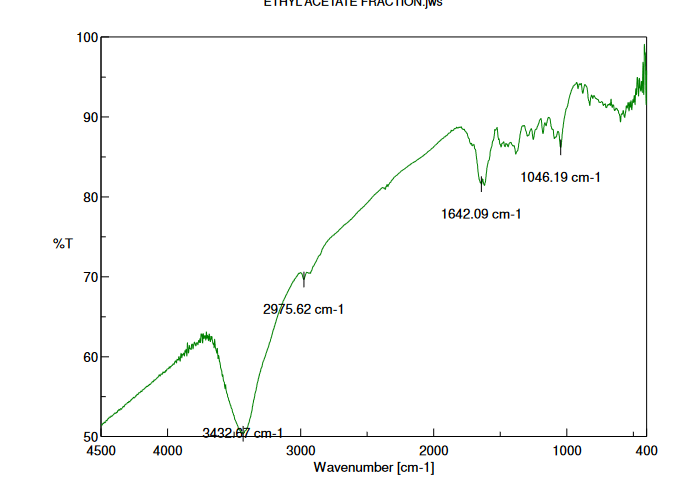 ETHYL ACETATE FRACTION.jws
100
90
80
70
60
50
%T
1046.19 cm-1
1642.09 cm-1
2975.62 cm-1
3432.67 cm-1
4500 4000 3000 2000 1000 400
Wavenumber [cm-1]